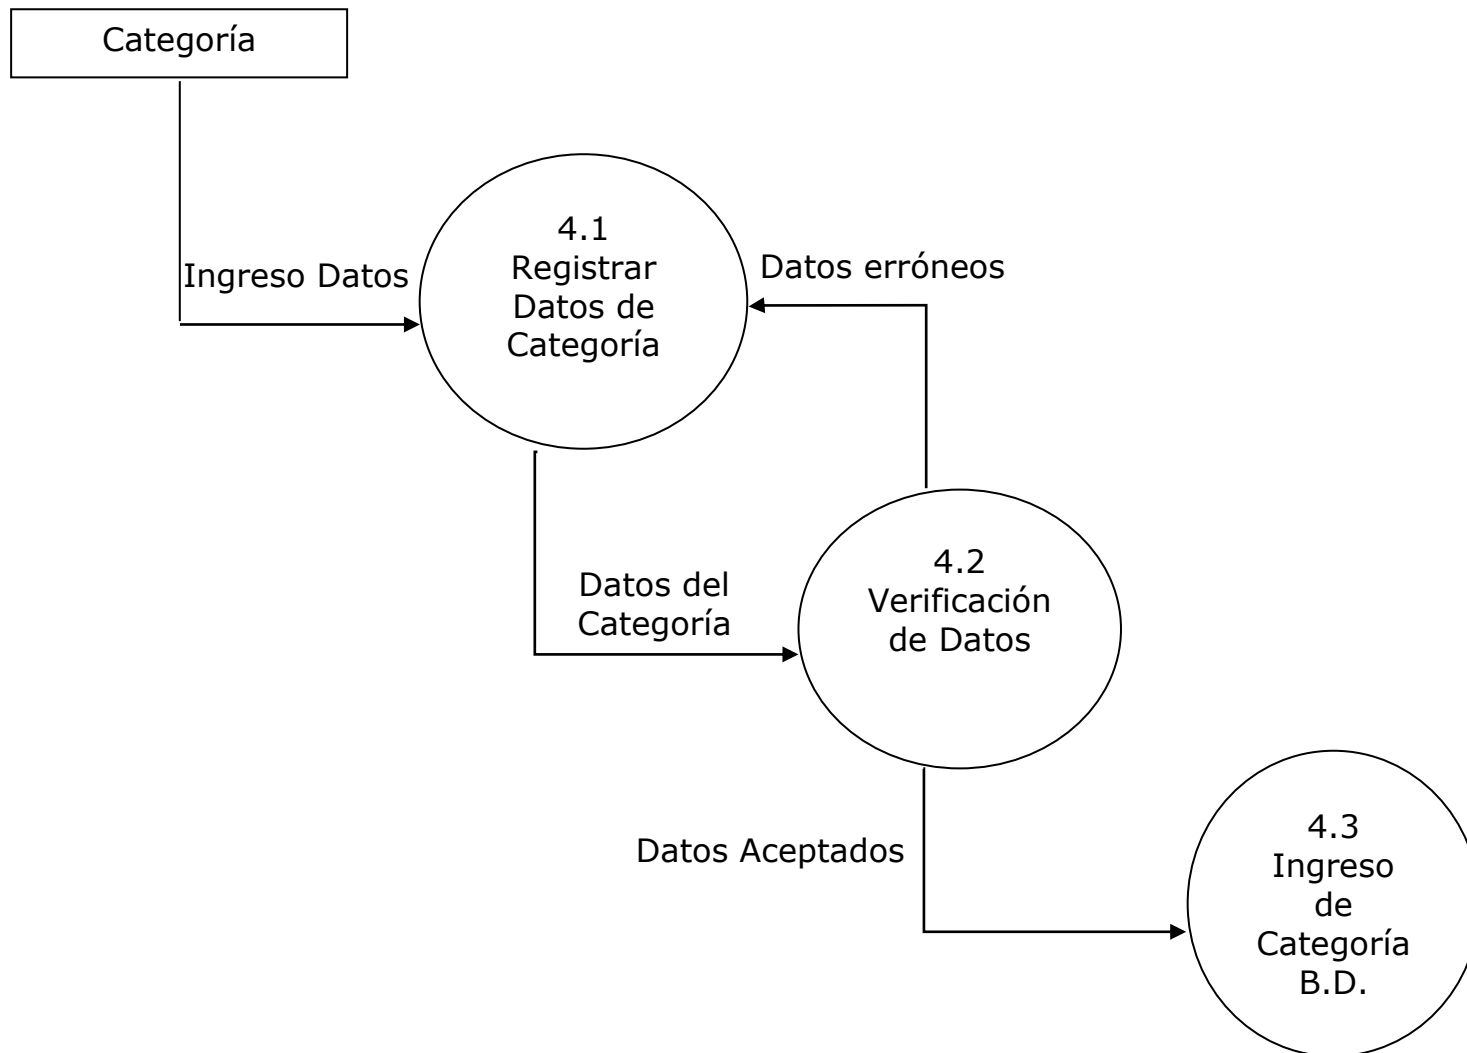 Categoría
4.1
Registrar
Datos de
Categoría
Ingreso Datos
Datos erróneos
4.2
Verificación
de Datos
Datos del
Categoría
Datos Aceptados
4.3
Ingreso
de
Categoría
B.D.